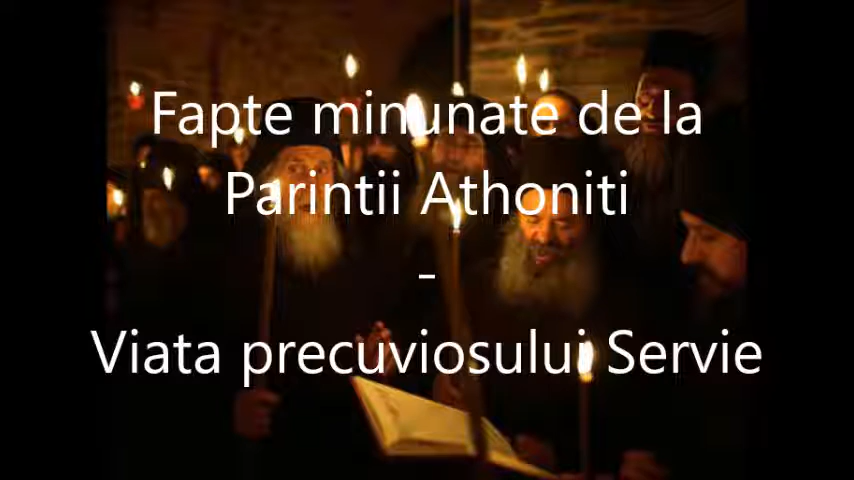 Fapte minunate de la
Parintii Athoniti
-
Viata precuviosului Servie